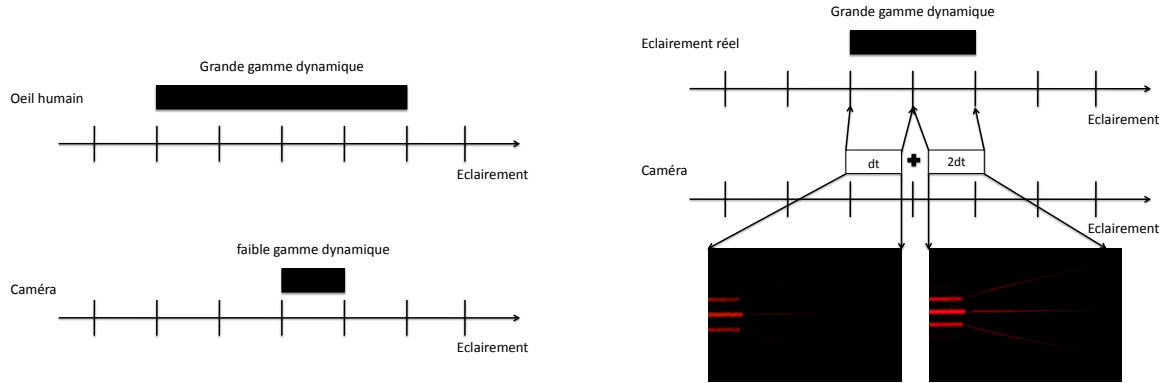 Grande gamme dynamique
Oeil humain
Eclairement
faible gamme dynamique
Caméra
Eclairement
Grande gamme dynamique
Eclairement réel
Eclairement
dt
2dt
Caméra
Eclairement